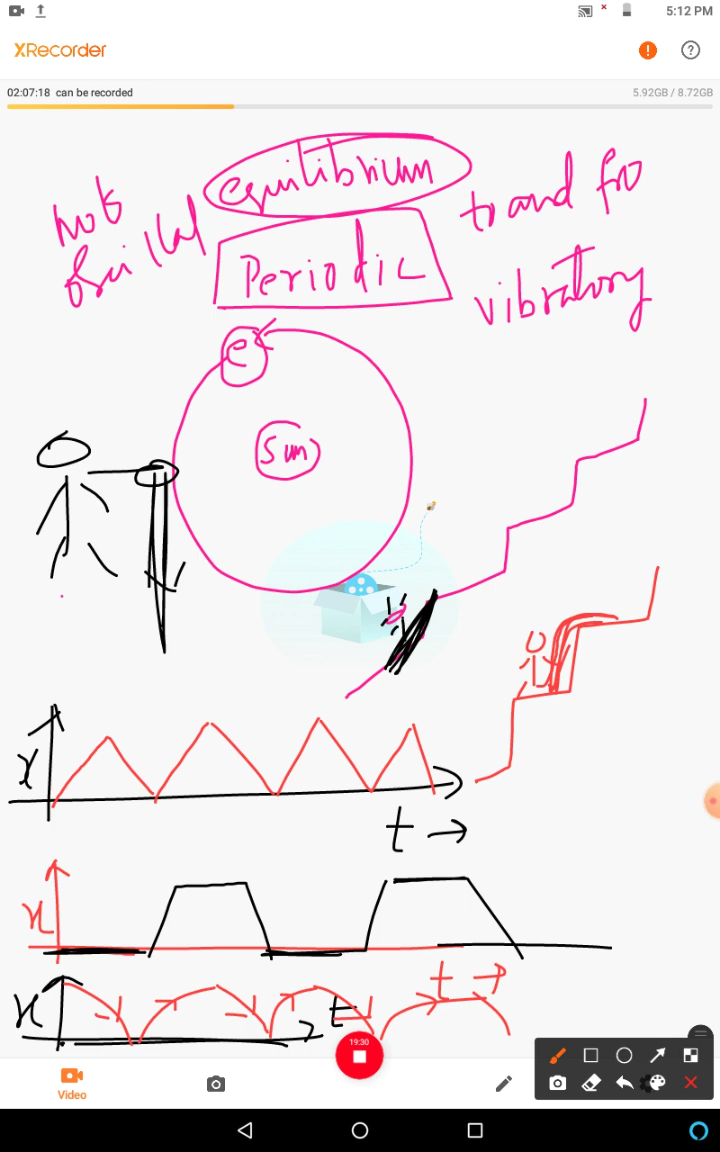 5:12 PM
XRecorder
02:07:18 can be recorded
5.92GB / 8.72GB
not equilibrium to and fro
Periodic vibratory
e
Sun
x
t →
x
t →
x
t
19:30
Video